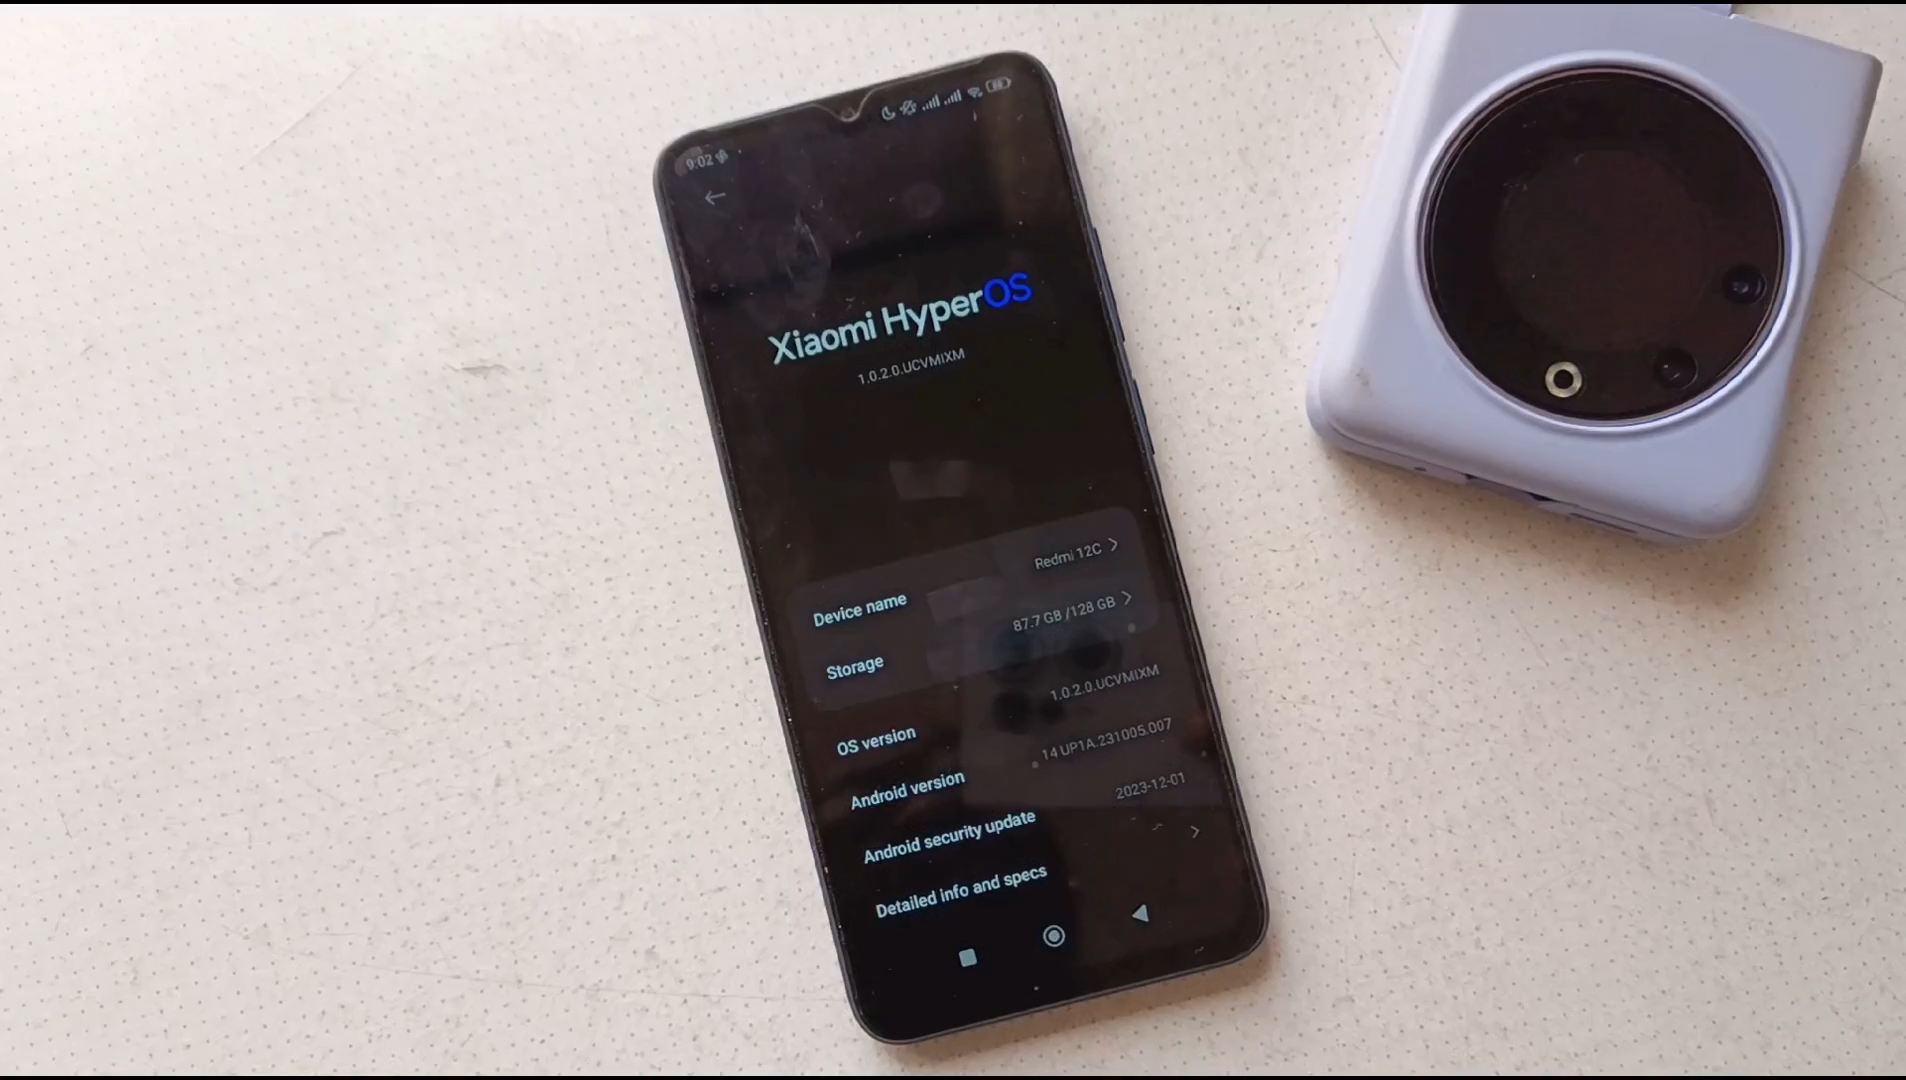 9:02
Xiaomi HyperOS
1.0.2.0.UCVMIXM
Device name Redmi 12C
Storage 87.7 GB /128 GB
OS version 1.0.2.0.UCVMIXM
Android version 14 UP1A.231005.007
Android security update 2023-12-01
Detailed info and specs